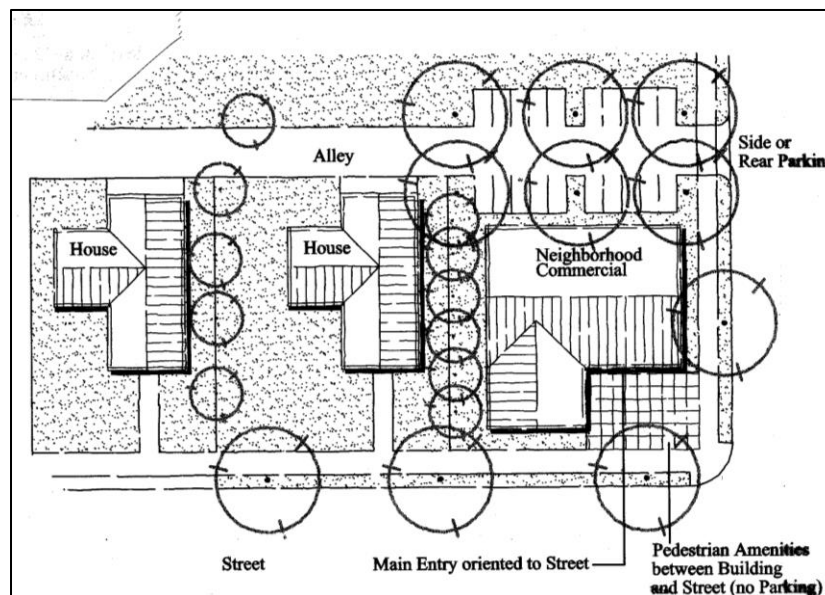 Alley
Side or
Rear Parkin
House
House
Neighborhood
Commercial
Street
Main Entry oriented to Street
Pedestrian Amenities
between Building
and Street (no Parking)